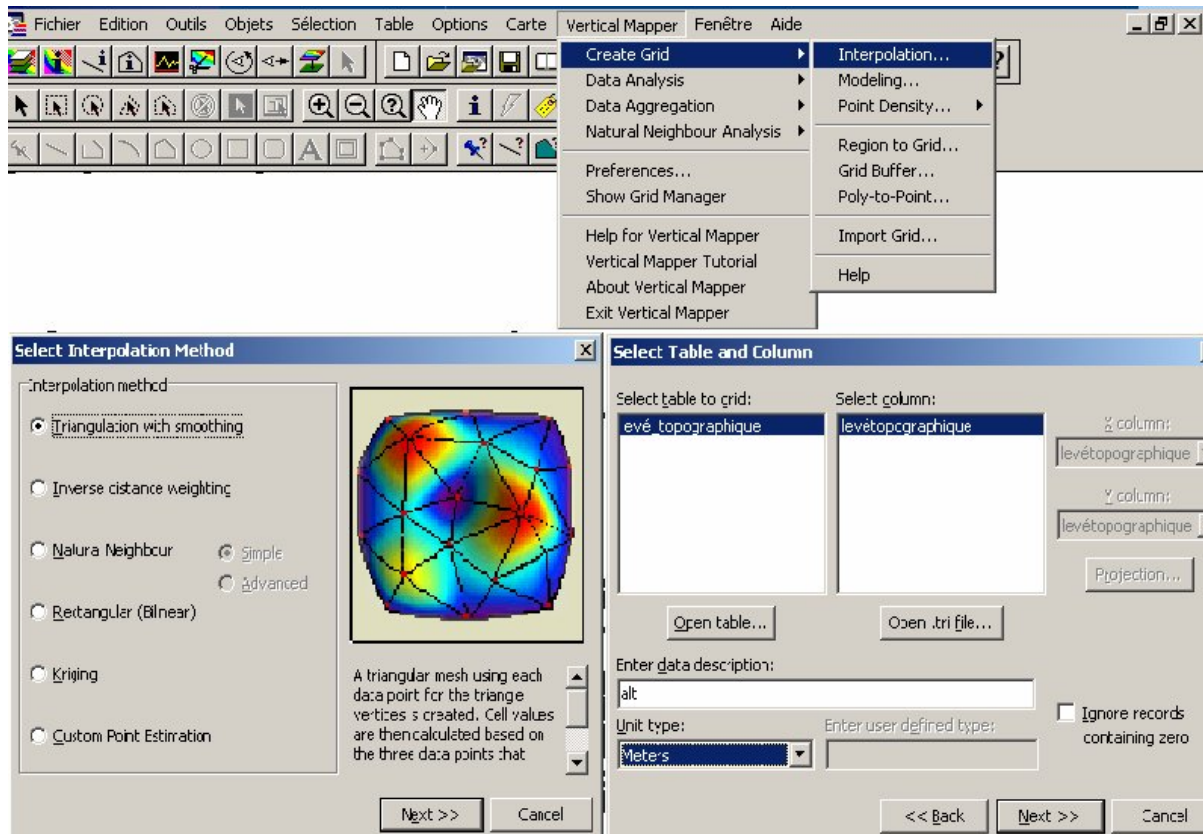 Fichier Edition Outils Objets Sélection Table Options Carte Vertical Mapper Fenêtre Aide
Create Grid
Data Analysis
Data Aggregation
Natural Neighbour Analysis
Preferences...
Show Grid Manager
Help for Vertical Mapper
Vertical Mapper Tutorial
About Vertical Mapper
Exit Vertical Mapper
Interpolation...
Modeling...
Point Density...
Region to Grid...
Grid Buffer...
Poly-to-Point...
Import Grid...
Help
Select Interpolation Method
Interpolation method
Triangulation with smoothing
Inverse distance weighting
Natura Neighbour
Simple
Advanced
Rectangular (Bilnear)
Kriging
Custom Point Estimation
A triangular mesh using each
data point for the triange
vertices is created. Cell values
are then calculated based on
the three data points that
Next >> Cancel
Select Table and Column
Select table to grid:
evé_topographique
Open table...
Select column:
levétopographique
Open .tri file...
X column:
levétopographique
Y column:
levétopographique
Projection...
Enter data description:
alt
Unit type:
Meters
Enter user defined type:
Ignore records
containing zero
<< Back Next >> Cancel